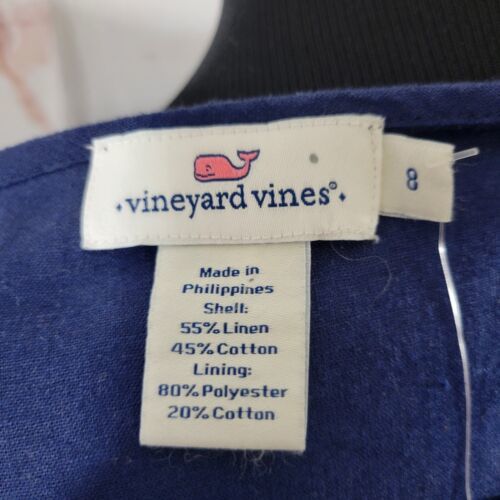 vineyard vines®
8
Made in
Philippines
Shell:
55% Linen
45% Cotton
Lining:
80% Polyester
20% Cotton